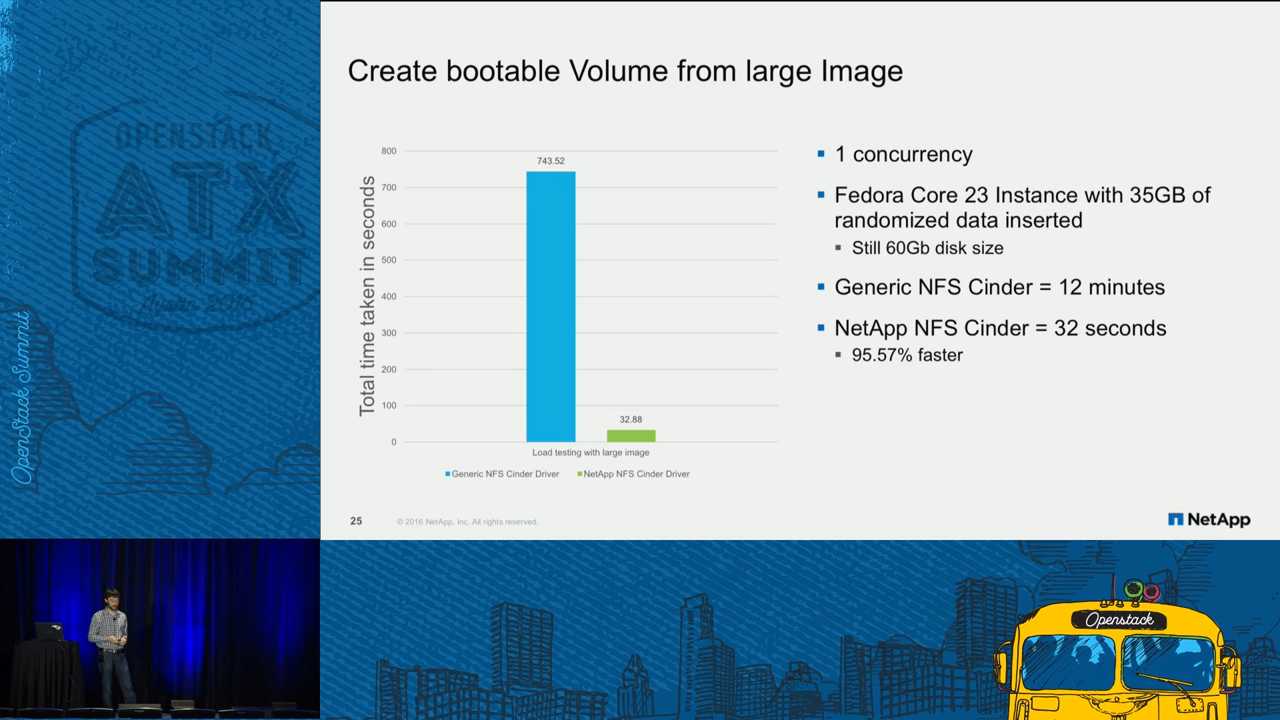 OPENSTACK
ATX
SUMMIT
Austin 2016
OpenStack Summit
Create bootable Volume from large Image
Total time taken in seconds
800
700
600
500
400
300
200
100
0
743.52
32.88
Load testing with large image
Generic NFS Cinder Driver
NetApp NFS Cinder Driver
1 concurrency
Fedora Core 23 Instance with 35GB of
randomized data inserted
Still 60Gb disk size
Generic NFS Cinder = 12 minutes
NetApp NFS Cinder = 32 seconds
95.57% faster
25
© 2016 NetApp, Inc. All rights reserved.
NetApp
Openstack